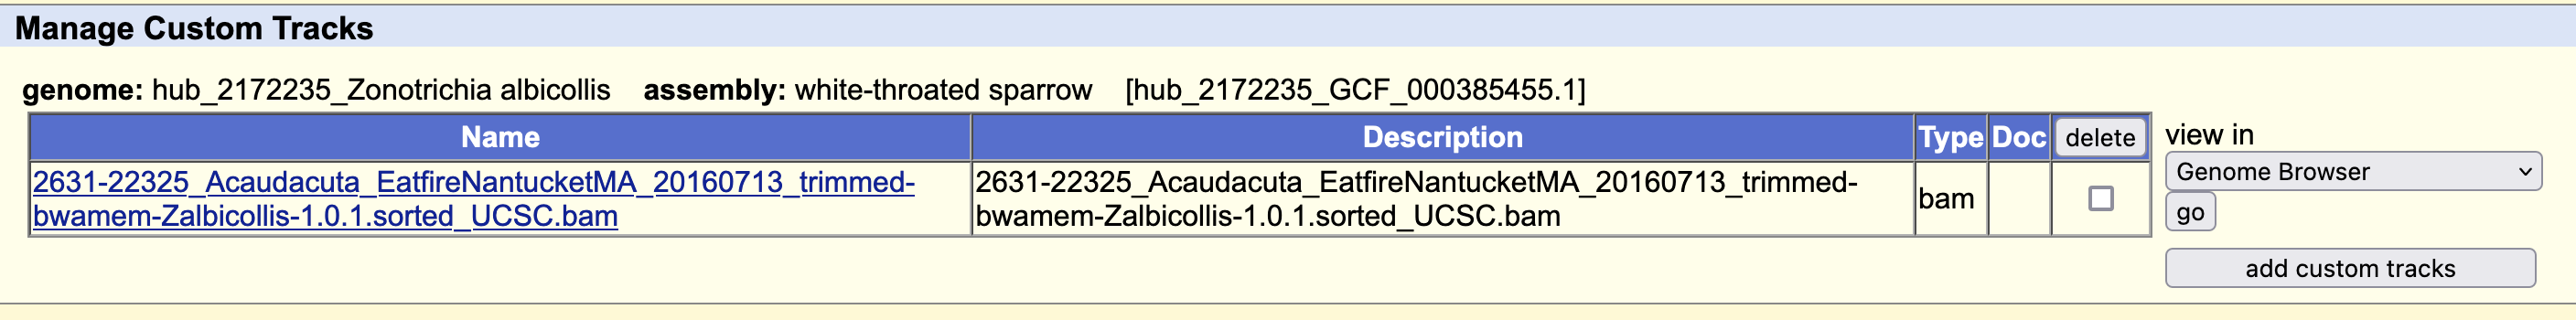 Manage Custom Tracks
genome: hub_2172235_Zonotrichia albicollis assembly: white-throated sparrow [hub_2172235_GCF_000385455.1]
Name Description Type Doc delete view in
2631-22325_Acaudacuta_EatfireNantucketMA_20160713_trimmed-
bwamem-Zalbicollis-1.0.1.sorted_UCSC.bam
2631-22325_Acaudacuta_EatfireNantucketMA_20160713_trimmed-
bwamem-Zalbicollis-1.0.1.sorted_UCSC.bam
bam
Genome Browser
go
add custom tracks